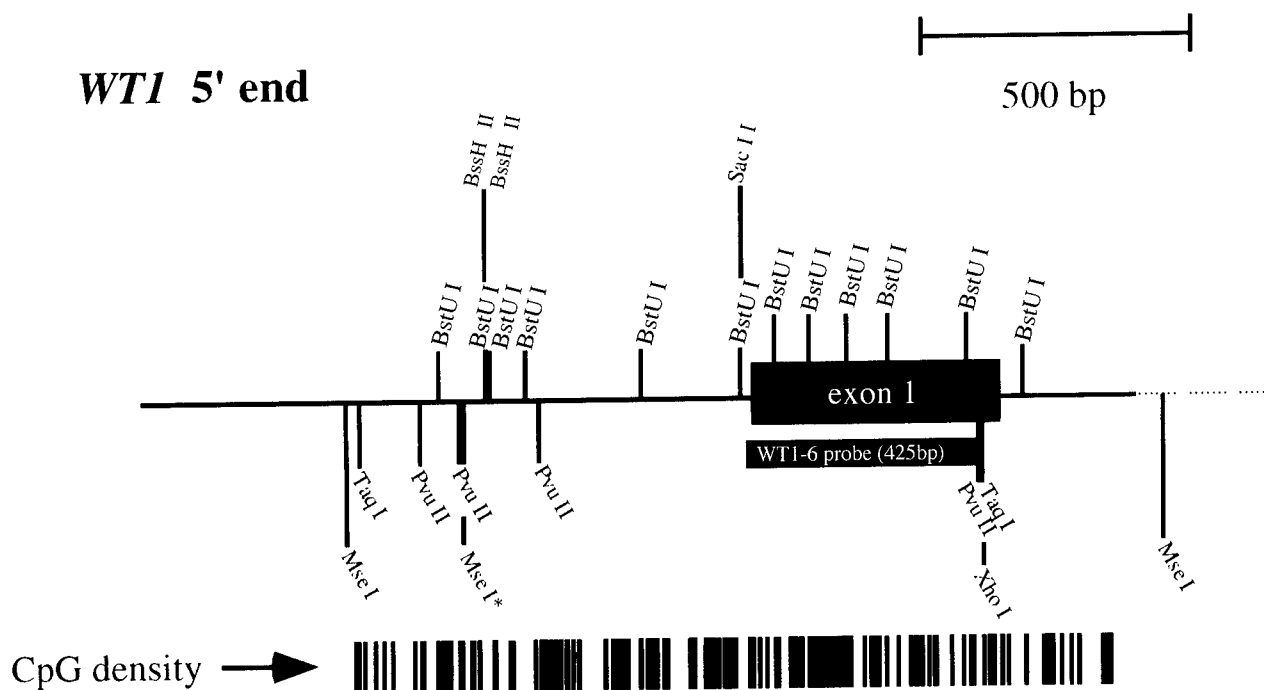 WT1 5' end
500 bp
BssH II
BssH II
Sac II
BstU I
BstU I
BstU I
BstU I
BstU I
BstU I
BstU I
BstU I
BstU I
BstU I
BstU I
BstU I
exon 1
WT1-6 probe (425bp)
Taq I
Pvu II
Pvu II
Pvu II
Taq I
Pvu II
Mse I
Mse I*
Xho I
Mse I
CpG density